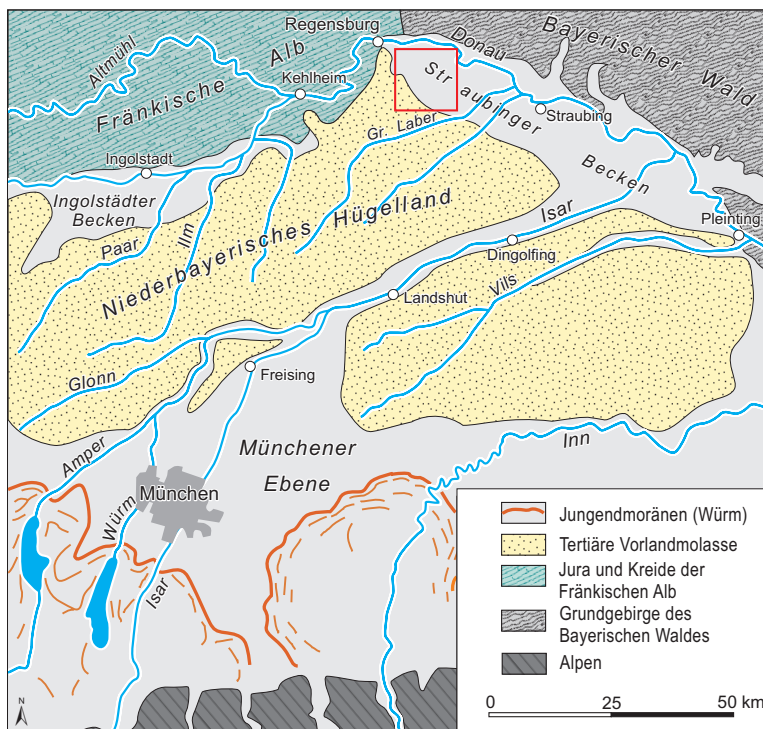 Regensburg
Donau
Bayerischer Wald
Altmühl
Fränkische Alb
Kehlheim
Straubinger
Becken
Gr. Laber
Straubing
Ingolstadt
Ingolstädter
Becken
Paar
Ilm
Niederbayerisches Hügelland
Isar
Pleinting
Dingolfing
Landshut
Vils
Glonn
Freising
Amper
Münchener
Ebene
Inn
München
Würm
Isar
Jungendmoränen (Würm)
Tertiäre Vorlandmolasse
Jura und Kreide der
Fränkischen Alb
Grundgebirge des
Bayerischen Waldes
Alpen
N
0 25 50 km